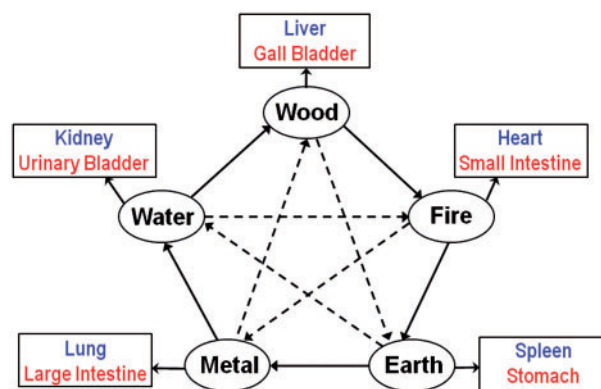 Liver
Gall Bladder
Wood
Kidney
Urinary Bladder
Heart
Small Intestine
Water
Fire
Lung
Large Intestine
Metal
Earth
Spleen
Stomach